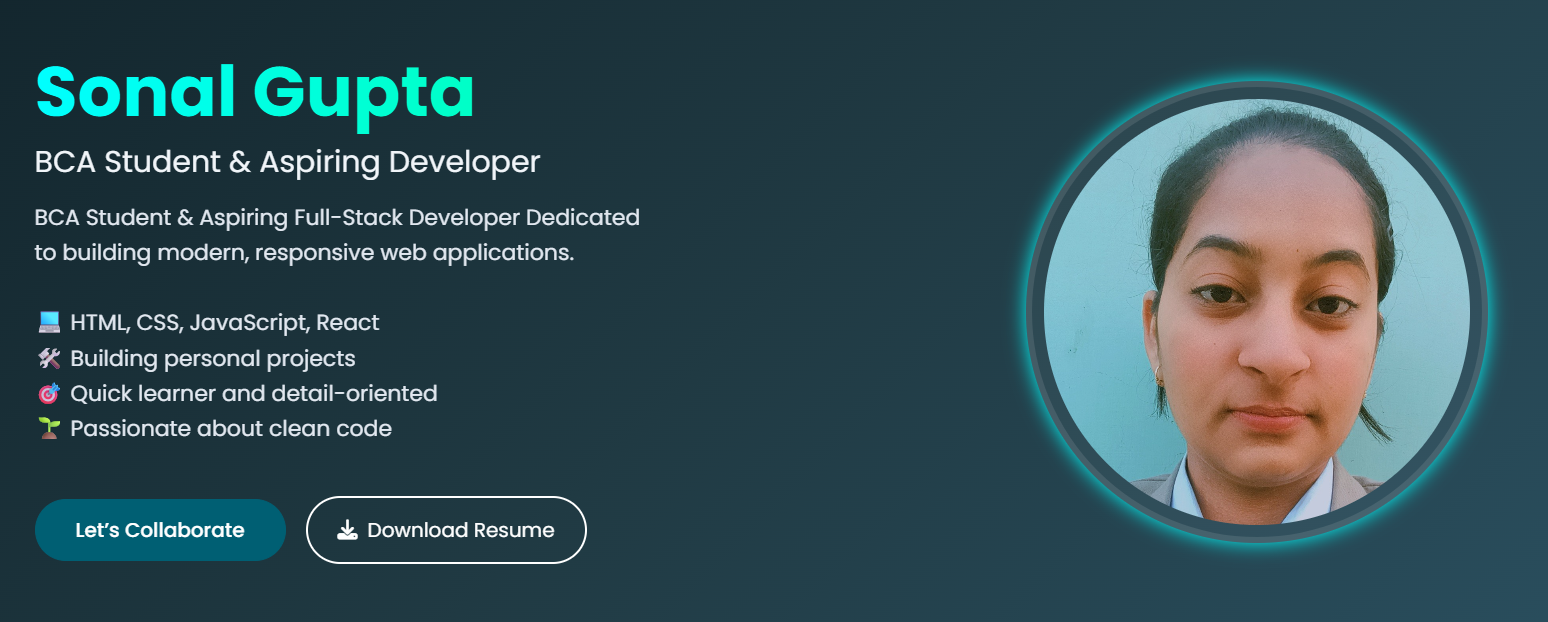 Sonal Gupta
BCA Student & Aspiring Developer
BCA Student & Aspiring Full-Stack Developer Dedicated
to building modern, responsive web applications.
💻 HTML, CSS, JavaScript, React
🛠️ Building personal projects
🎯 Quick learner and detail-oriented
🌱 Passionate about clean code
Let’s Collaborate
Download Resume